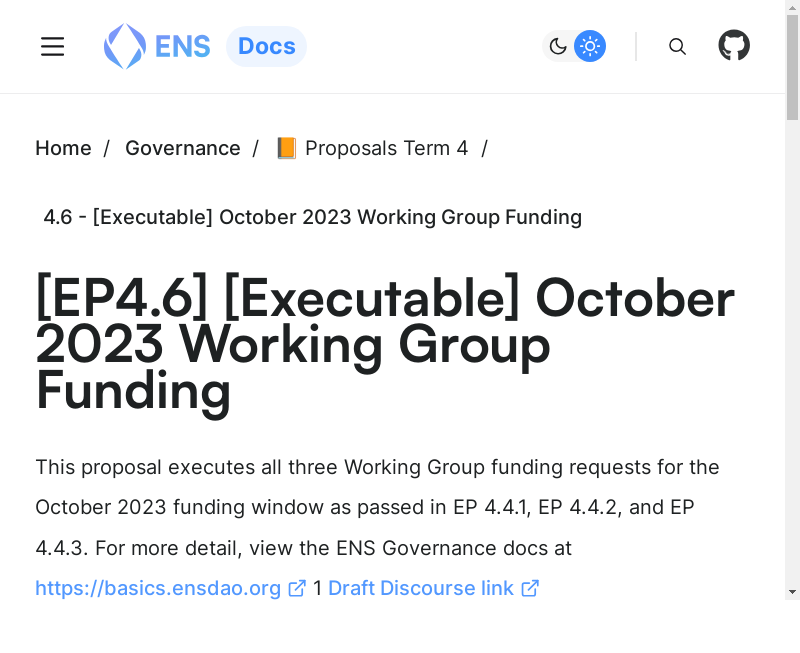 ENS Docs
Home / Governance / 📙 Proposals Term 4 /
4.6 - [Executable] October 2023 Working Group Funding
[EP4.6] [Executable] October
2023 Working Group
Funding
This proposal executes all three Working Group funding requests for the
October 2023 funding window as passed in EP 4.4.1, EP 4.4.2, and EP
4.4.3. For more detail, view the ENS Governance docs at
https://basics.ensdao.org 1 Draft Discourse link